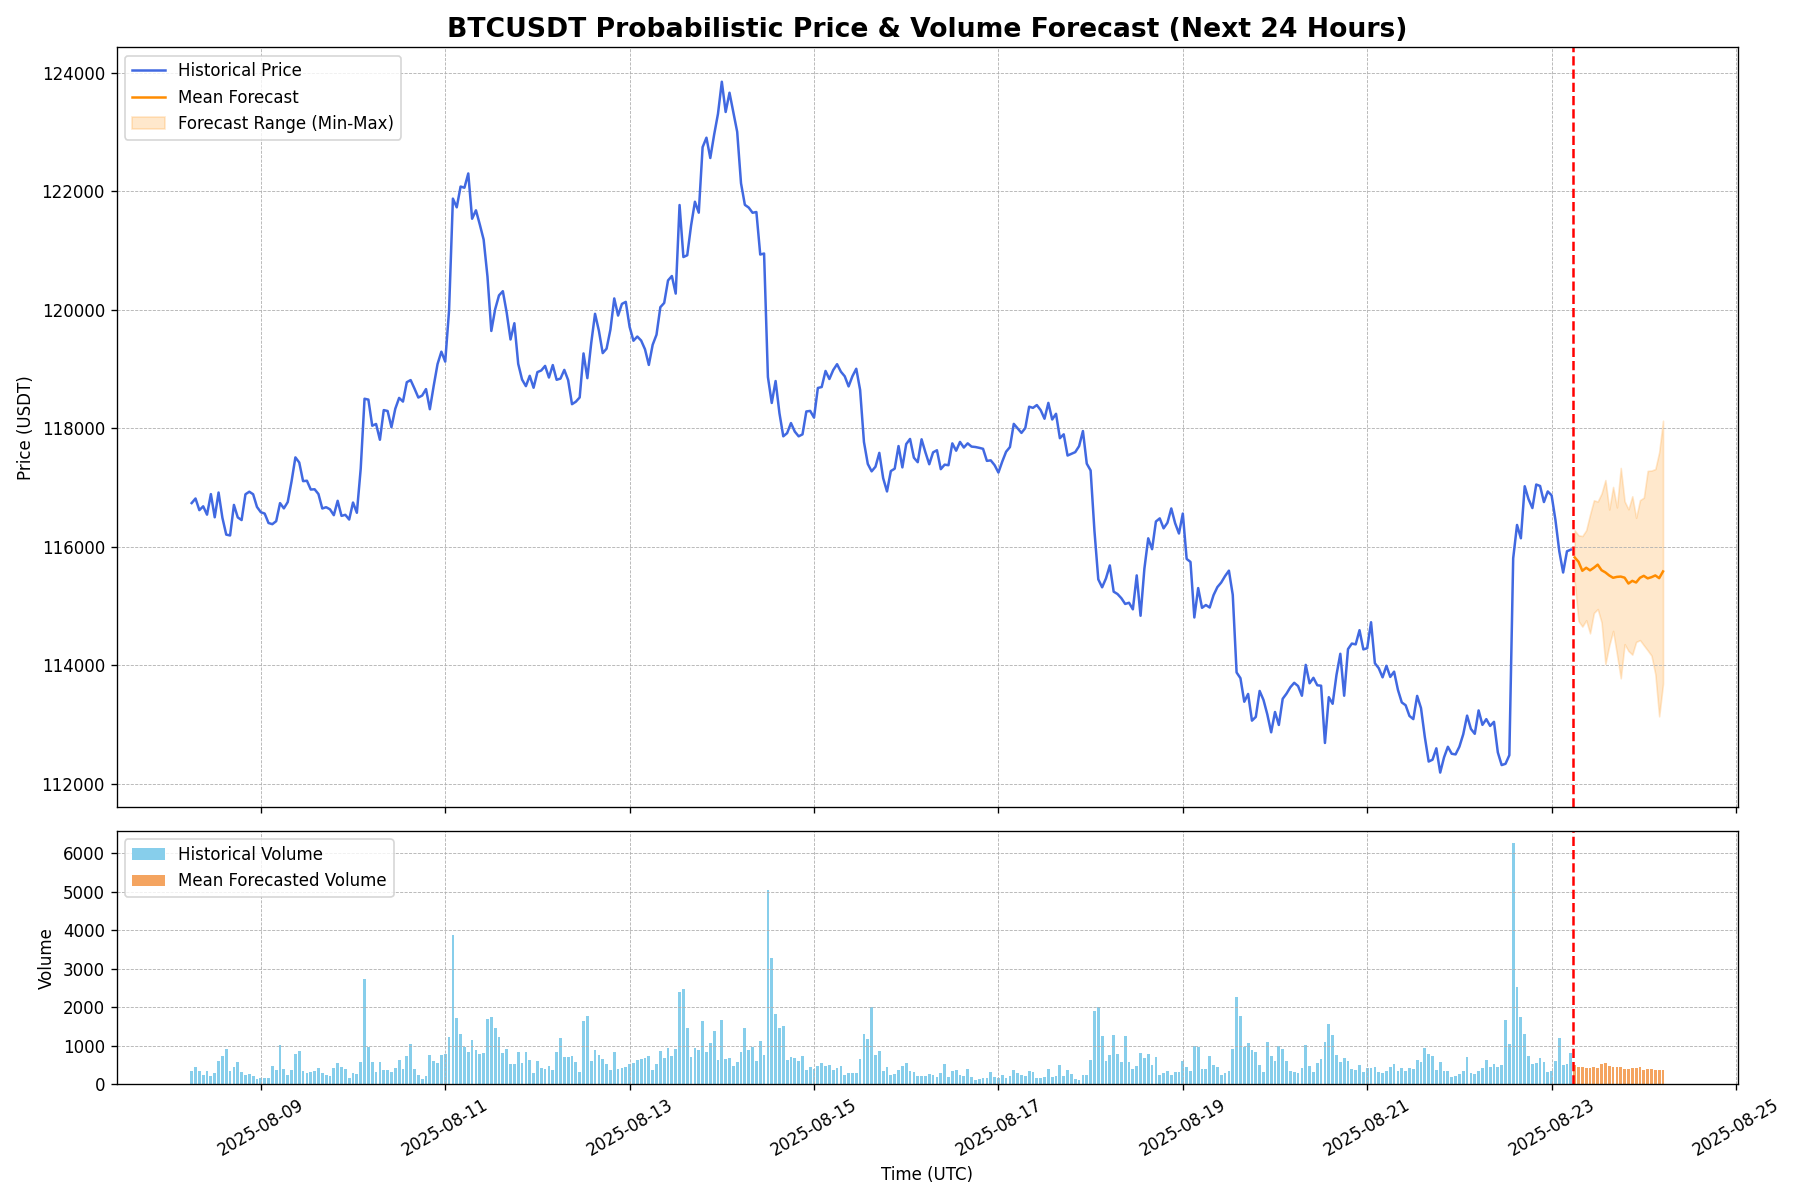 BTCUSDT Probabilistic Price & Volume Forecast (Next 24 Hours)
Historical Price
Mean Forecast
Forecast Range (Min-Max)
Price (USDT)
124000
122000
120000
118000
116000
114000
112000
Historical Volume
Mean Forecasted Volume
Volume
6000
5000
4000
3000
2000
1000
0
2025-08-09
2025-08-11
2025-08-13
2025-08-15
2025-08-17
2025-08-19
2025-08-21
2025-08-23
2025-08-25
Time (UTC)